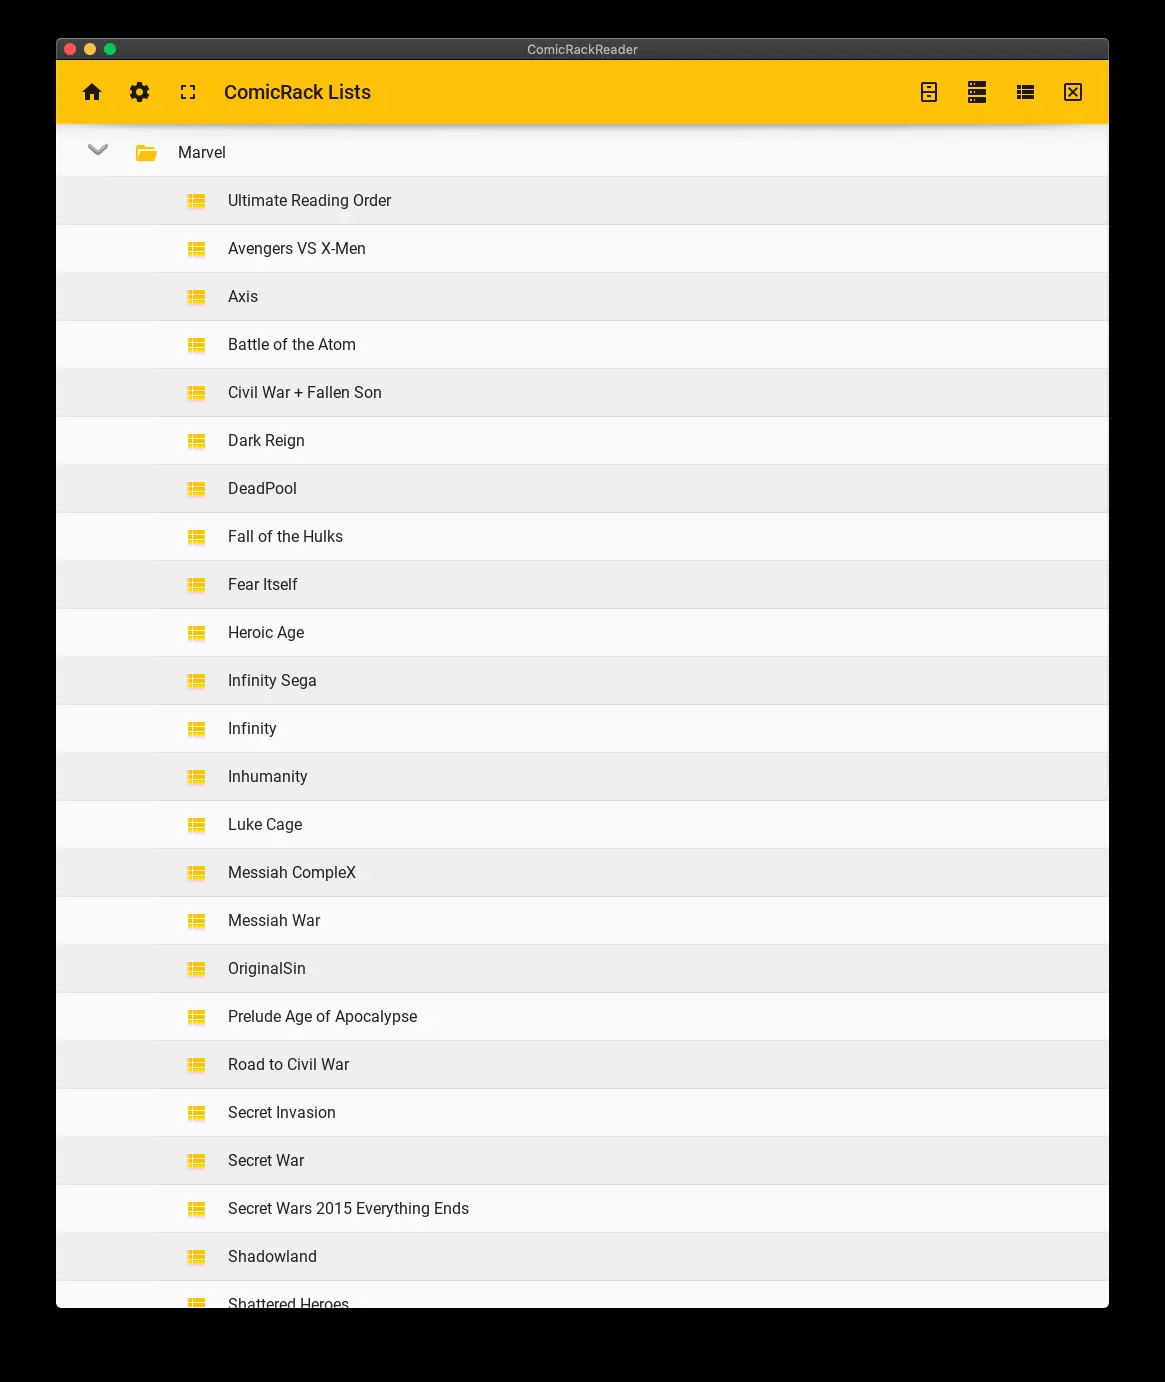 ComicRackReader
ComicRack Lists
Marvel
Ultimate Reading Order
Avengers VS X-Men
Axis
Battle of the Atom
Civil War + Fallen Son
Dark Reign
DeadPool
Fall of the Hulks
Fear Itself
Heroic Age
Infinity Sega
Infinity
Inhumanity
Luke Cage
Messiah CompleX
Messiah War
OriginalSin
Prelude Age of Apocalypse
Road to Civil War
Secret Invasion
Secret War
Secret Wars 2015 Everything Ends
Shadowland
Shattered Heroes